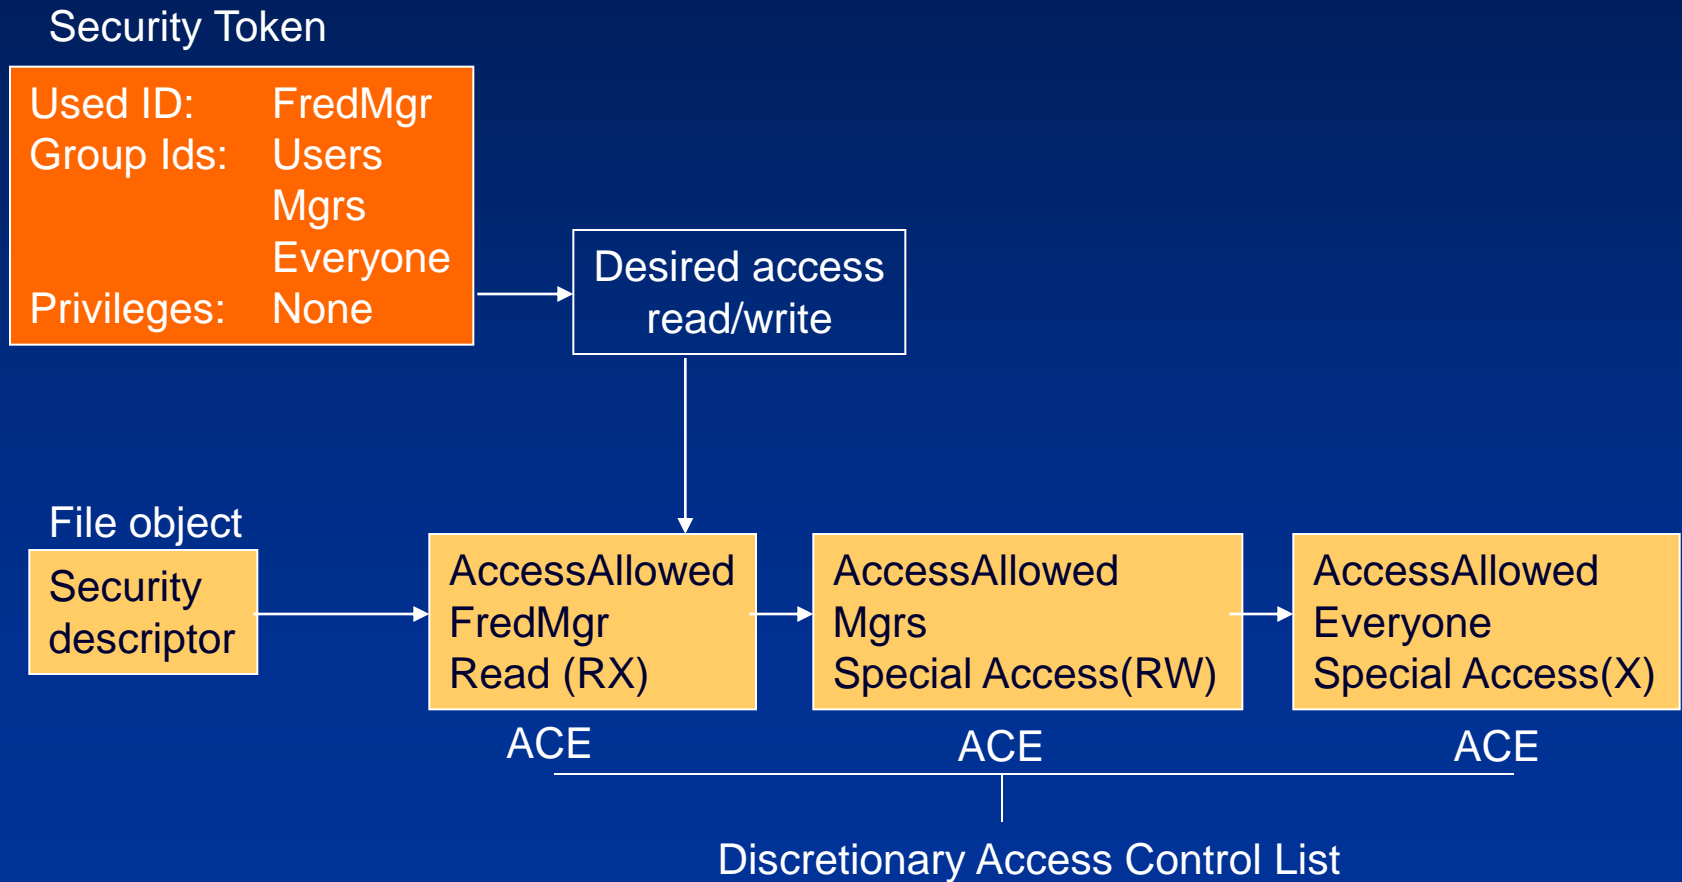 Security Token
Used ID: FredMgr
Group Ids: Users
Mgrs
Everyone
Privileges: None
Desired access
read/write
File object
Security
descriptor
AccessAllowed
FredMgr
Read (RX)
ACE
AccessAllowed
Mgrs
Special Access(RW)
ACE
AccessAllowed
Everyone
Special Access(X)
ACE
Discretionary Access Control List